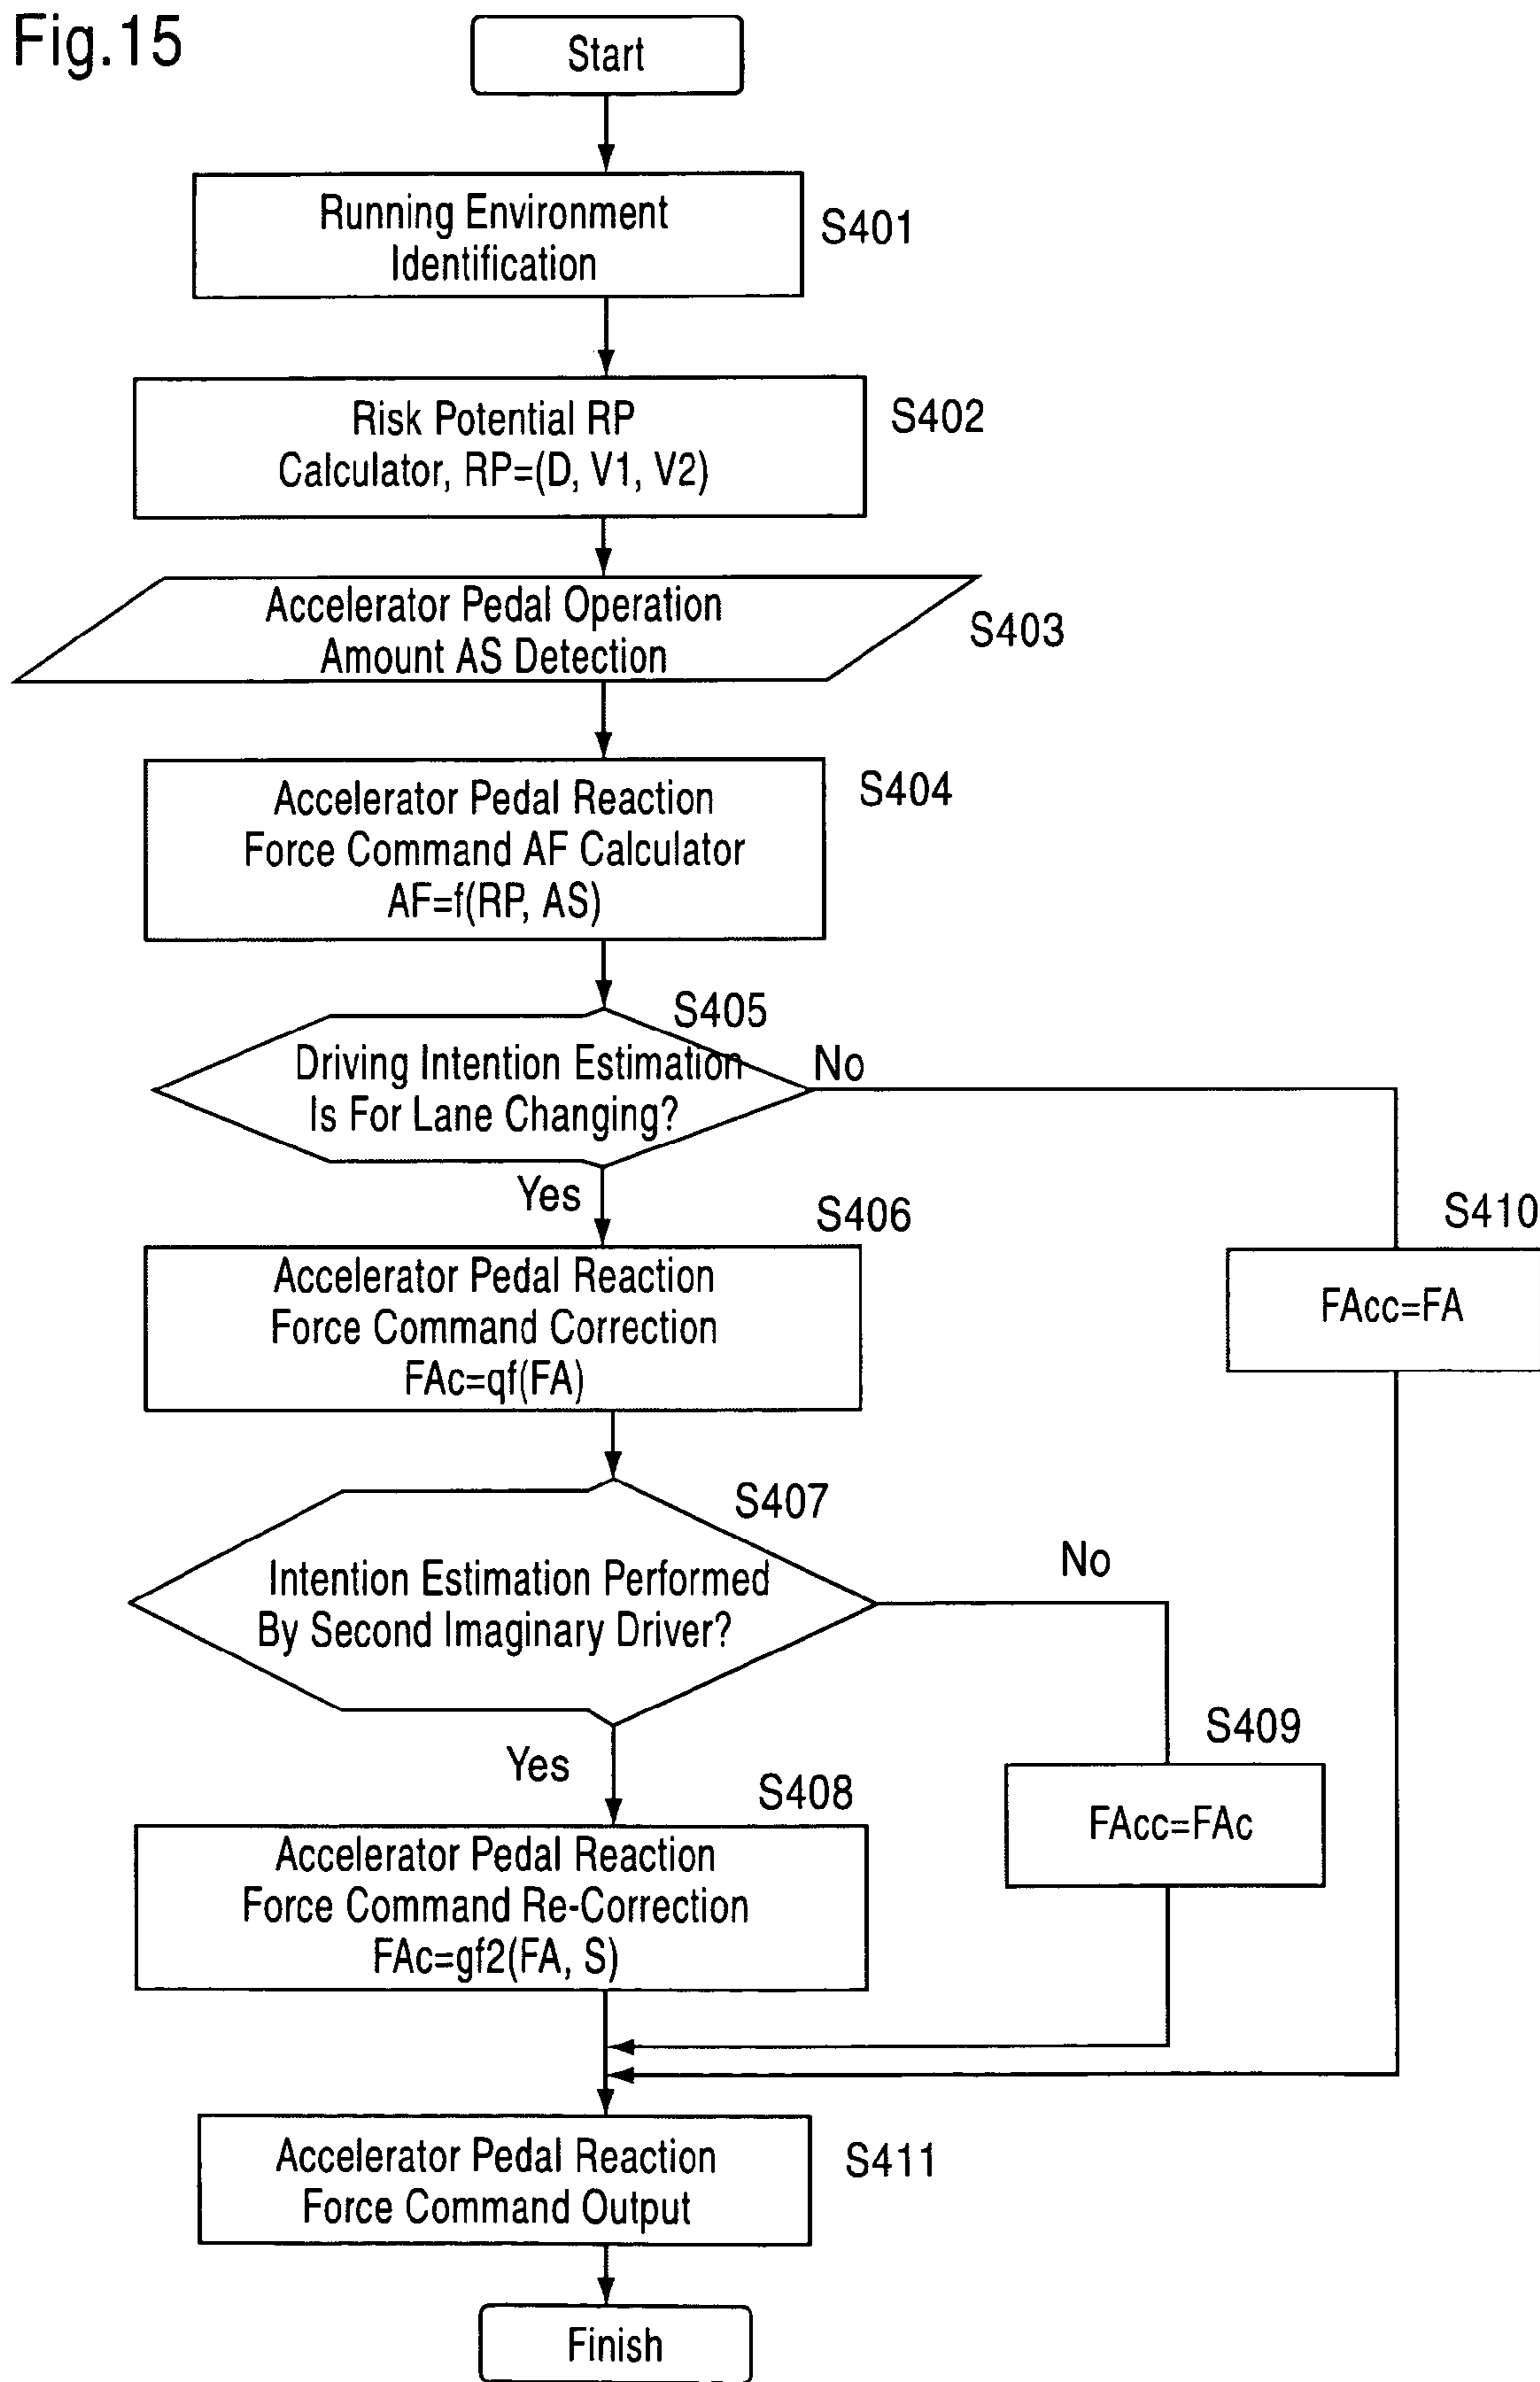 Fig.15
Start
Running Environment
Identification
S401
Risk Potential RP
Calculator, RP=(D, V1, V2)
S402
Accelerator Pedal Operation
Amount AS Detection
S403
Accelerator Pedal Reaction
Force Command AF Calculator
AF=f(RP, AS)
S404
S405
Driving Intention Estimation
Is For Lane Changing?
No
Yes
S406
Accelerator Pedal Reaction
Force Command Correction
FAc=qf(FA)
S410
FAcc=FA
S407
Intention Estimation Performed
By Second Imaginary Driver?
No
Yes
S409
FAcc=FAc
S408
Accelerator Pedal Reaction
Force Command Re-Correction
FAc=gf2(FA, S)
Accelerator Pedal Reaction
Force Command Output
S411
Finish